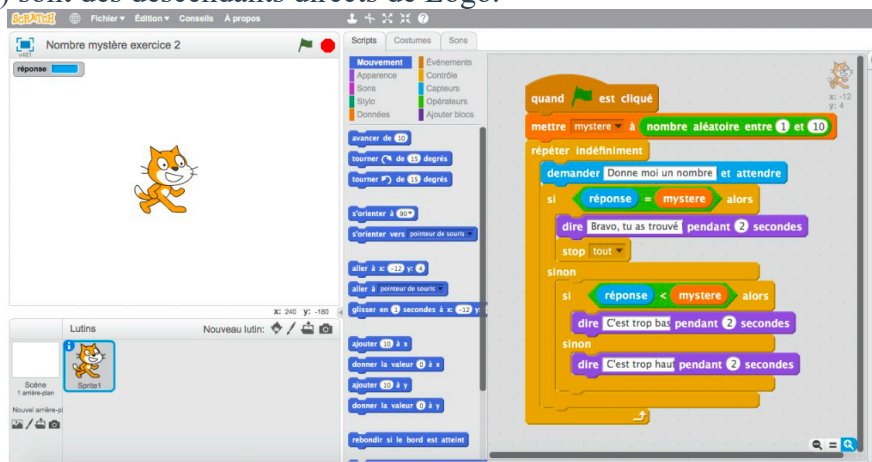 ) sont des descendants directs de Logo.
SCRATCH Fichier Édition Conseils À propos
Nombre mystère exercice 2
v461
réponse
x: 240 y: -180
Lutins
Nouveau lutin:
Scène
1 arrière-plan
Sprite1
Nouvel arrière-pl
Scripts Costumes Sons
Mouvement Événements
Apparence Contrôle
Sons Capteurs
Stylo Opérateurs
Données Ajouter blocs
avancer de 10
tourner de 15 degrés
tourner de 15 degrés
s'orienter à 90
s'orienter vers pointeur de souris
aller à x: -12 y: 4
aller à pointeur de souris
glisser en 1 secondes à x: -12 y:
ajouter 10 à x
donner la valeur 0 à x
ajouter 10 à y
donner la valeur 0 à y
rebondir si le bord est atteint
x: -12
y: 4
quand est cliqué
mettre mystere à nombre aléatoire entre 1 et 10
répéter indéfiniment
demander Donne moi un nombre et attendre
si réponse = mystere alors
dire Bravo, tu as trouvé pendant 2 secondes
stop tout
sinon
si réponse < mystere alors
dire C'est trop bas pendant 2 secondes
sinon
dire C'est trop haut pendant 2 secondes